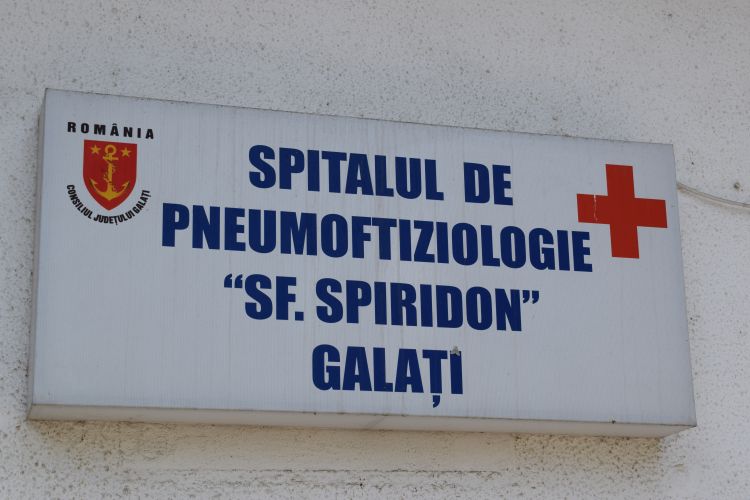 ROMÂNIA
CONSILIUL JUDEȚULUI GALAȚI
SPITALUL DE
PNEUMOFTIZIOLOGIE
“SF. SPIRIDON”
GALAȚI